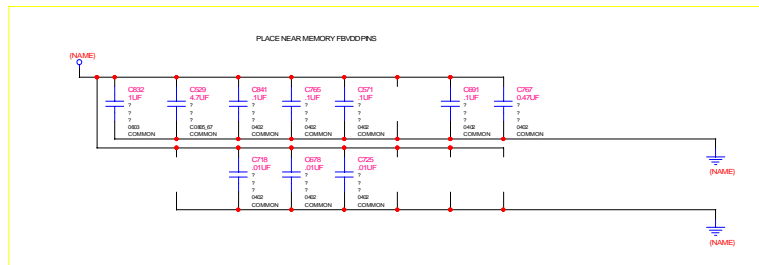 PLACE NEAR MEMORY FBVDD PINS
(NAME)
C832
1UF
?
?
?
0603
COMMON
C529
4.7UF
?
?
?
C0805_67
COMMON
C841
.1UF
?
?
?
0402
COMMON
C765
.1UF
?
?
?
0402
COMMON
C571
.1UF
?
?
?
0402
COMMON
C691
.1UF
?
?
?
0402
COMMON
C767
0.47UF
?
?
?
0402
COMMON
(NAME)
C718
.01UF
?
?
?
0402
COMMON
C678
.01UF
?
?
?
0402
COMMON
C725
.01UF
?
?
?
0402
COMMON
(NAME)